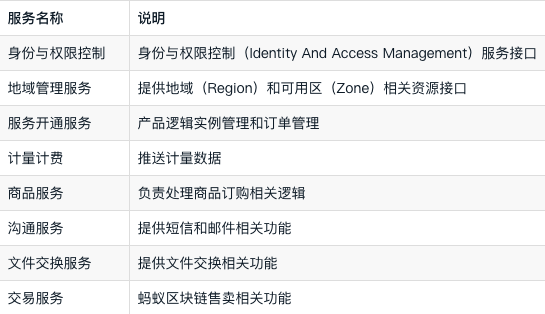 服务名称 说明
身份与权限控制 身份与权限控制（Identity And Access Management）服务接口
地域管理服务 提供地域（Region）和可用区（Zone）相关资源接口
服务开通服务 产品逻辑实例管理和订单管理
计量计费 推送计量数据
商品服务 负责处理商品订购相关逻辑
沟通服务 提供短信和邮件相关功能
文件交换服务 提供文件交换相关功能
交易服务 蚂蚁区块链售卖相关功能